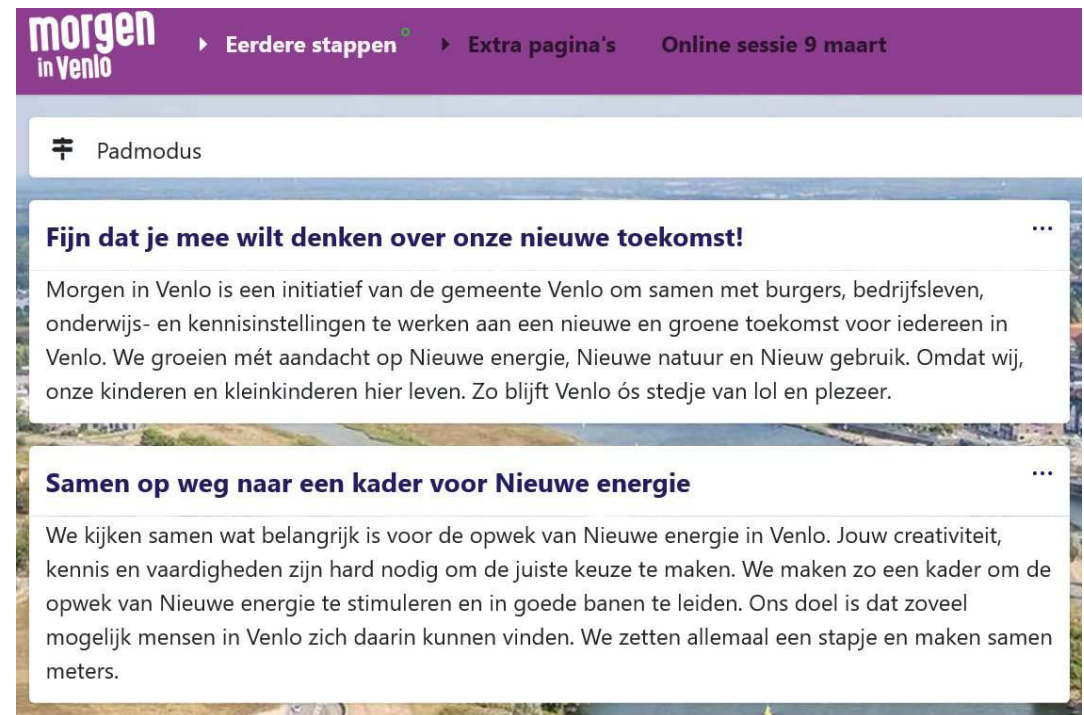 morgen
in Venlo
Eerdere stappen
Extra pagina's
Online sessie 9 maart
Padmodus
Fijn dat je mee wilt denken over onze nieuwe toekomst!
Morgen in Venlo is een initiatief van de gemeente Venlo om samen met burgers, bedrijfsleven,
onderwijs- en kennisinstellingen te werken aan een nieuwe en groene toekomst voor iedereen in
Venlo. We groeien mét aandacht op Nieuwe energie, Nieuwe natuur en Nieuw gebruik. Omdat wij,
onze kinderen en kleinkinderen hier leven. Zo blijft Venlo ós stedje van lol en plezeer.
Samen op weg naar een kader voor Nieuwe energie
We kijken samen wat belangrijk is voor de opwek van Nieuwe energie in Venlo. Jouw creativiteit,
kennis en vaardigheden zijn hard nodig om de juiste keuze te maken. We maken zo een kader om de
opwek van Nieuwe energie te stimuleren en in goede banen te leiden. Ons doel is dat zoveel
mogelijk mensen in Venlo zich daarin kunnen vinden. We zetten allemaal een stapje en maken samen
meters.